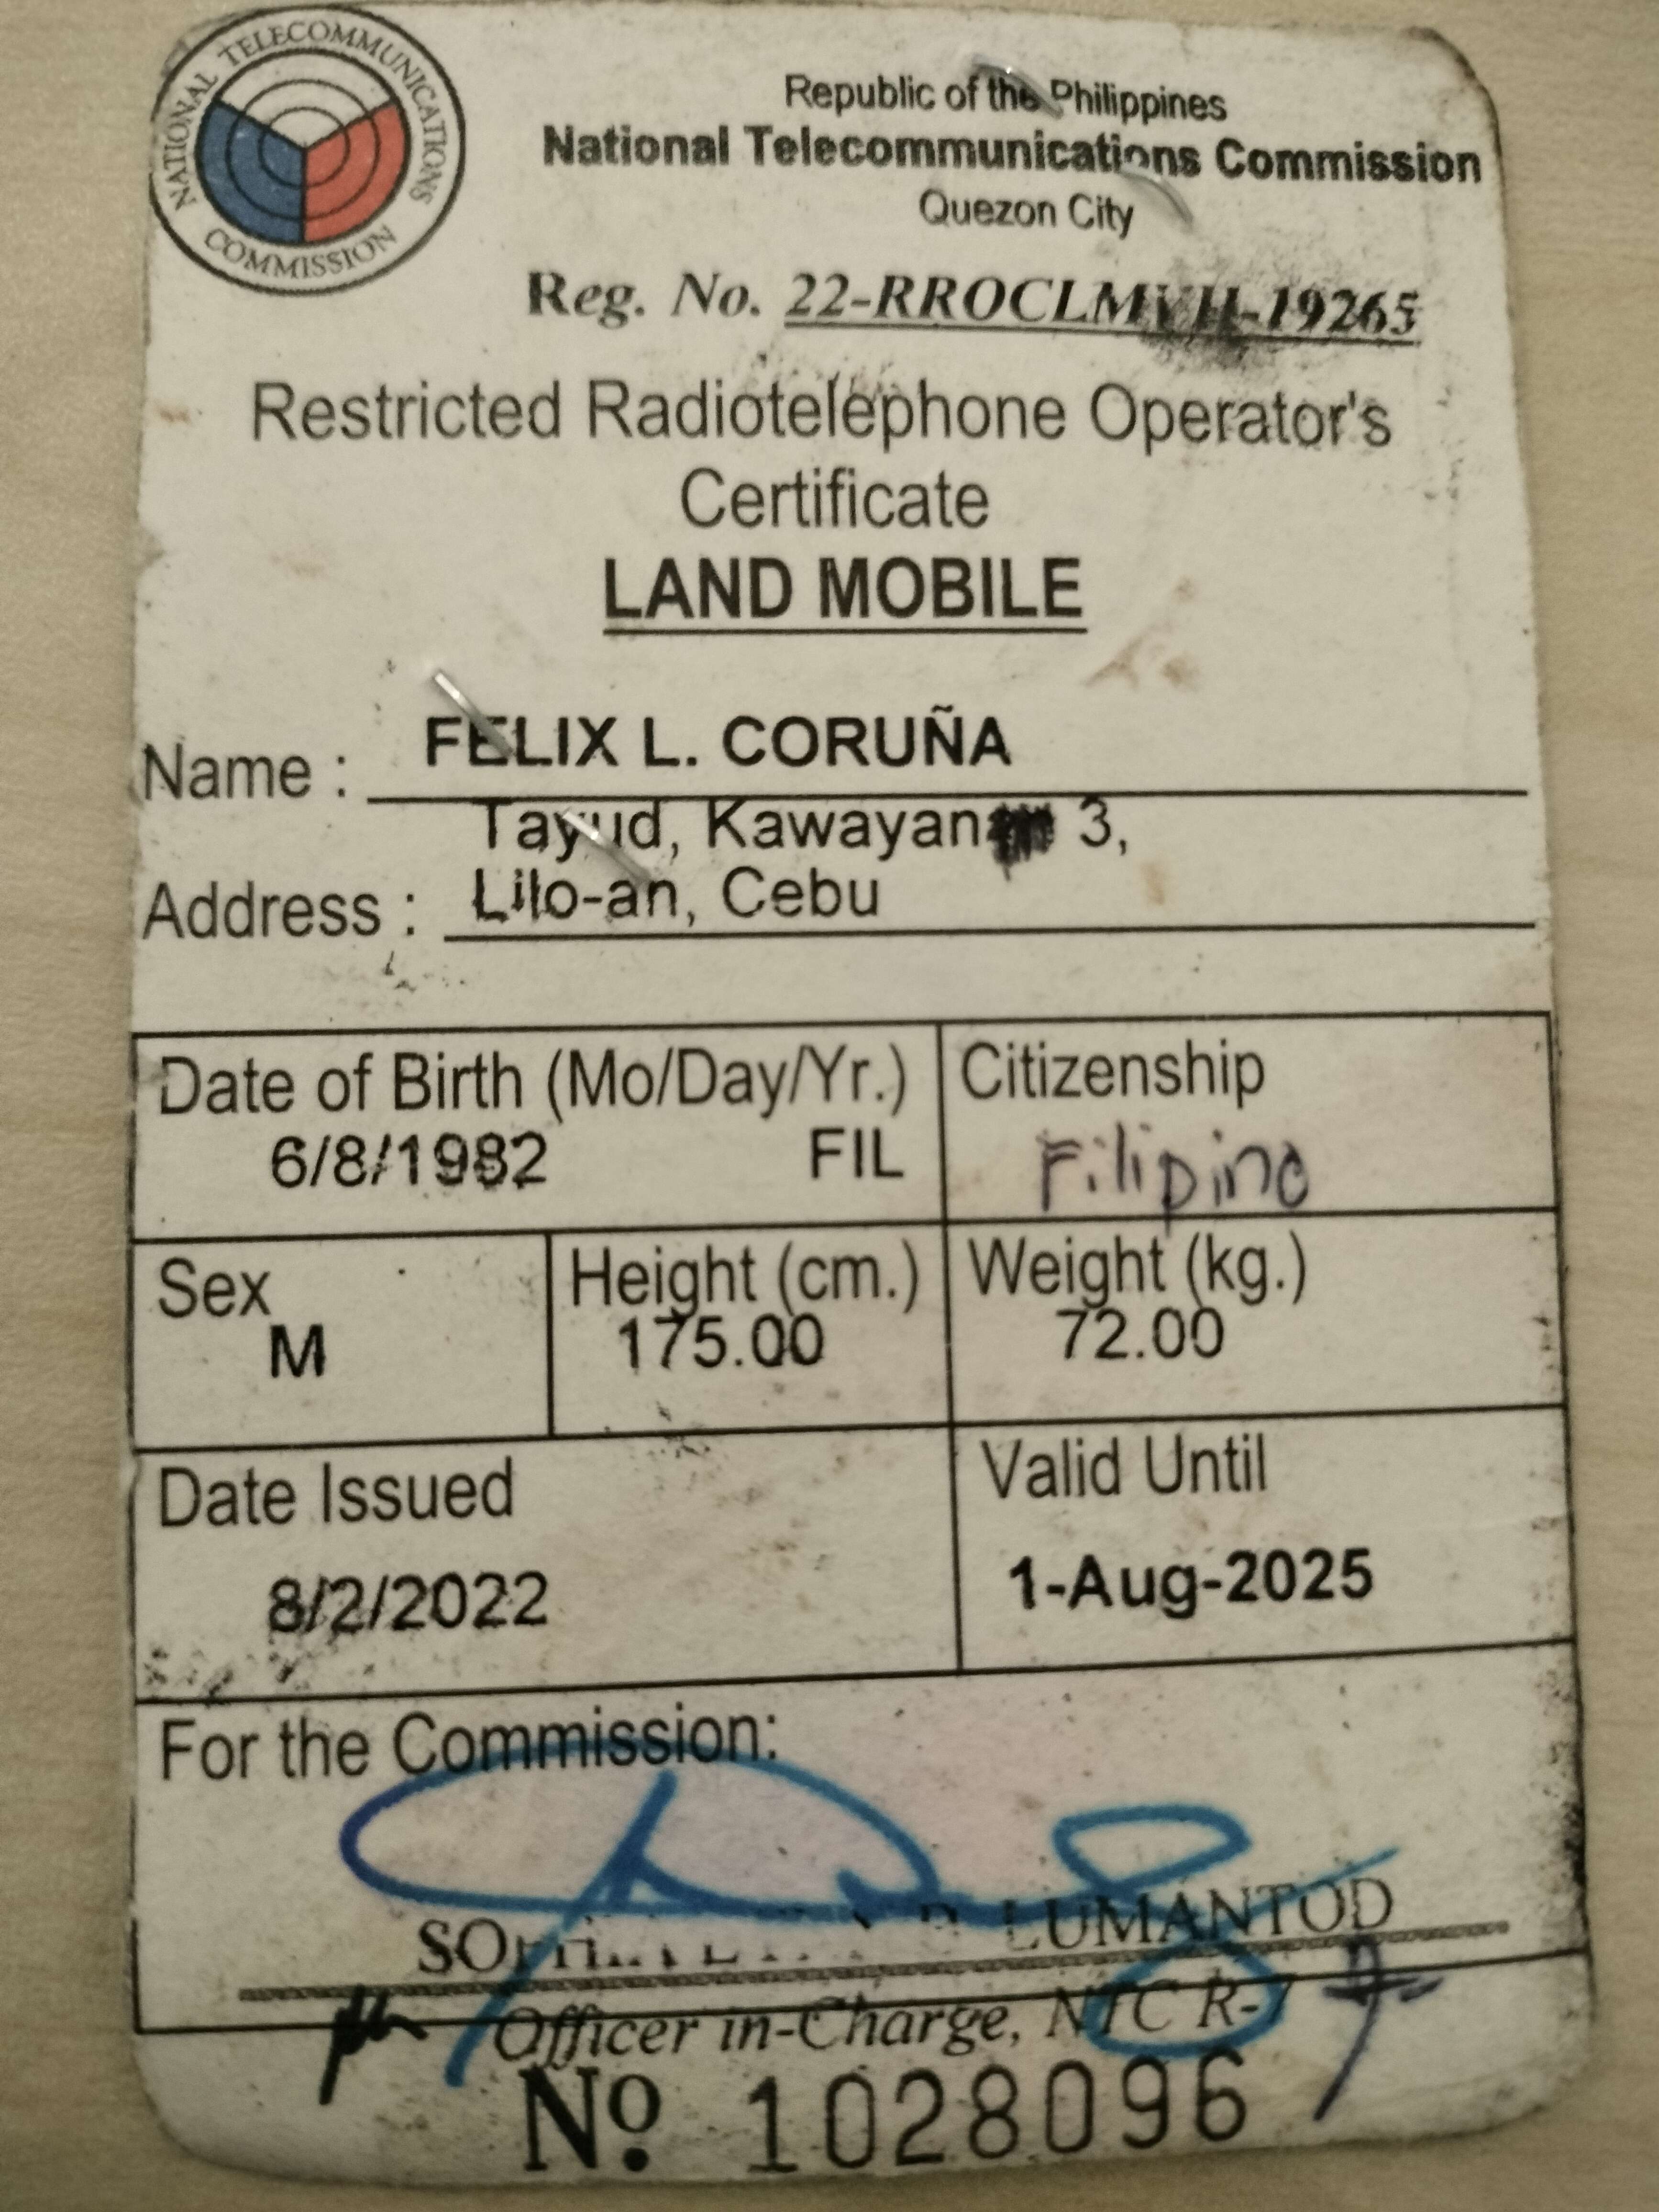 NATIONAL TELECOMMUNICATIONS COMMISSION
Republic of the Philippines
National Telecommunications Commission
Quezon City
Reg. No. 22-RROCLMVII-19265
Restricted Radiotelephone Operator's
Certificate
LAND MOBILE
Name : FELIX L. CORUÑA
Tayud, Kawayan 3,
Address : Lilo-an, Cebu
Date of Birth (Mo/Day/Yr.) Citizenship
6/8/1982 FIL Filipino
Sex Height (cm.) Weight (kg.)
M 175.00 72.00
Date Issued Valid Until
8/2/2022 1-Aug-2025
For the Commission:
LUMANTOD
Officer in-Charge, NTC R-7
Nº 1028096